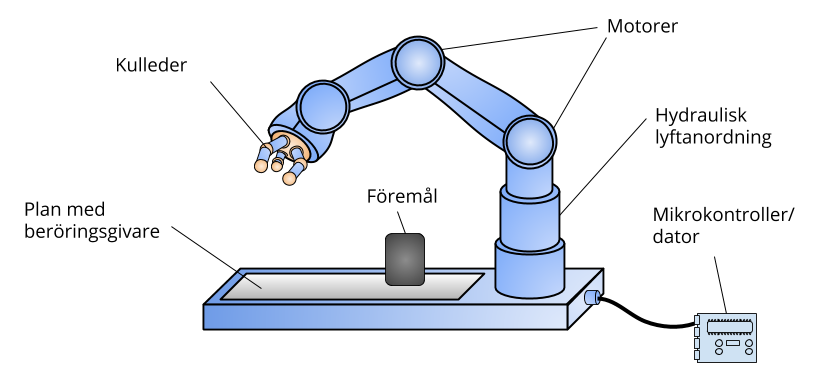 Motorer
Kulleder
Hydraulisk
lyftanordning
Föremål
Plan med
beröringsgivare
Mikrokontroller/
dator